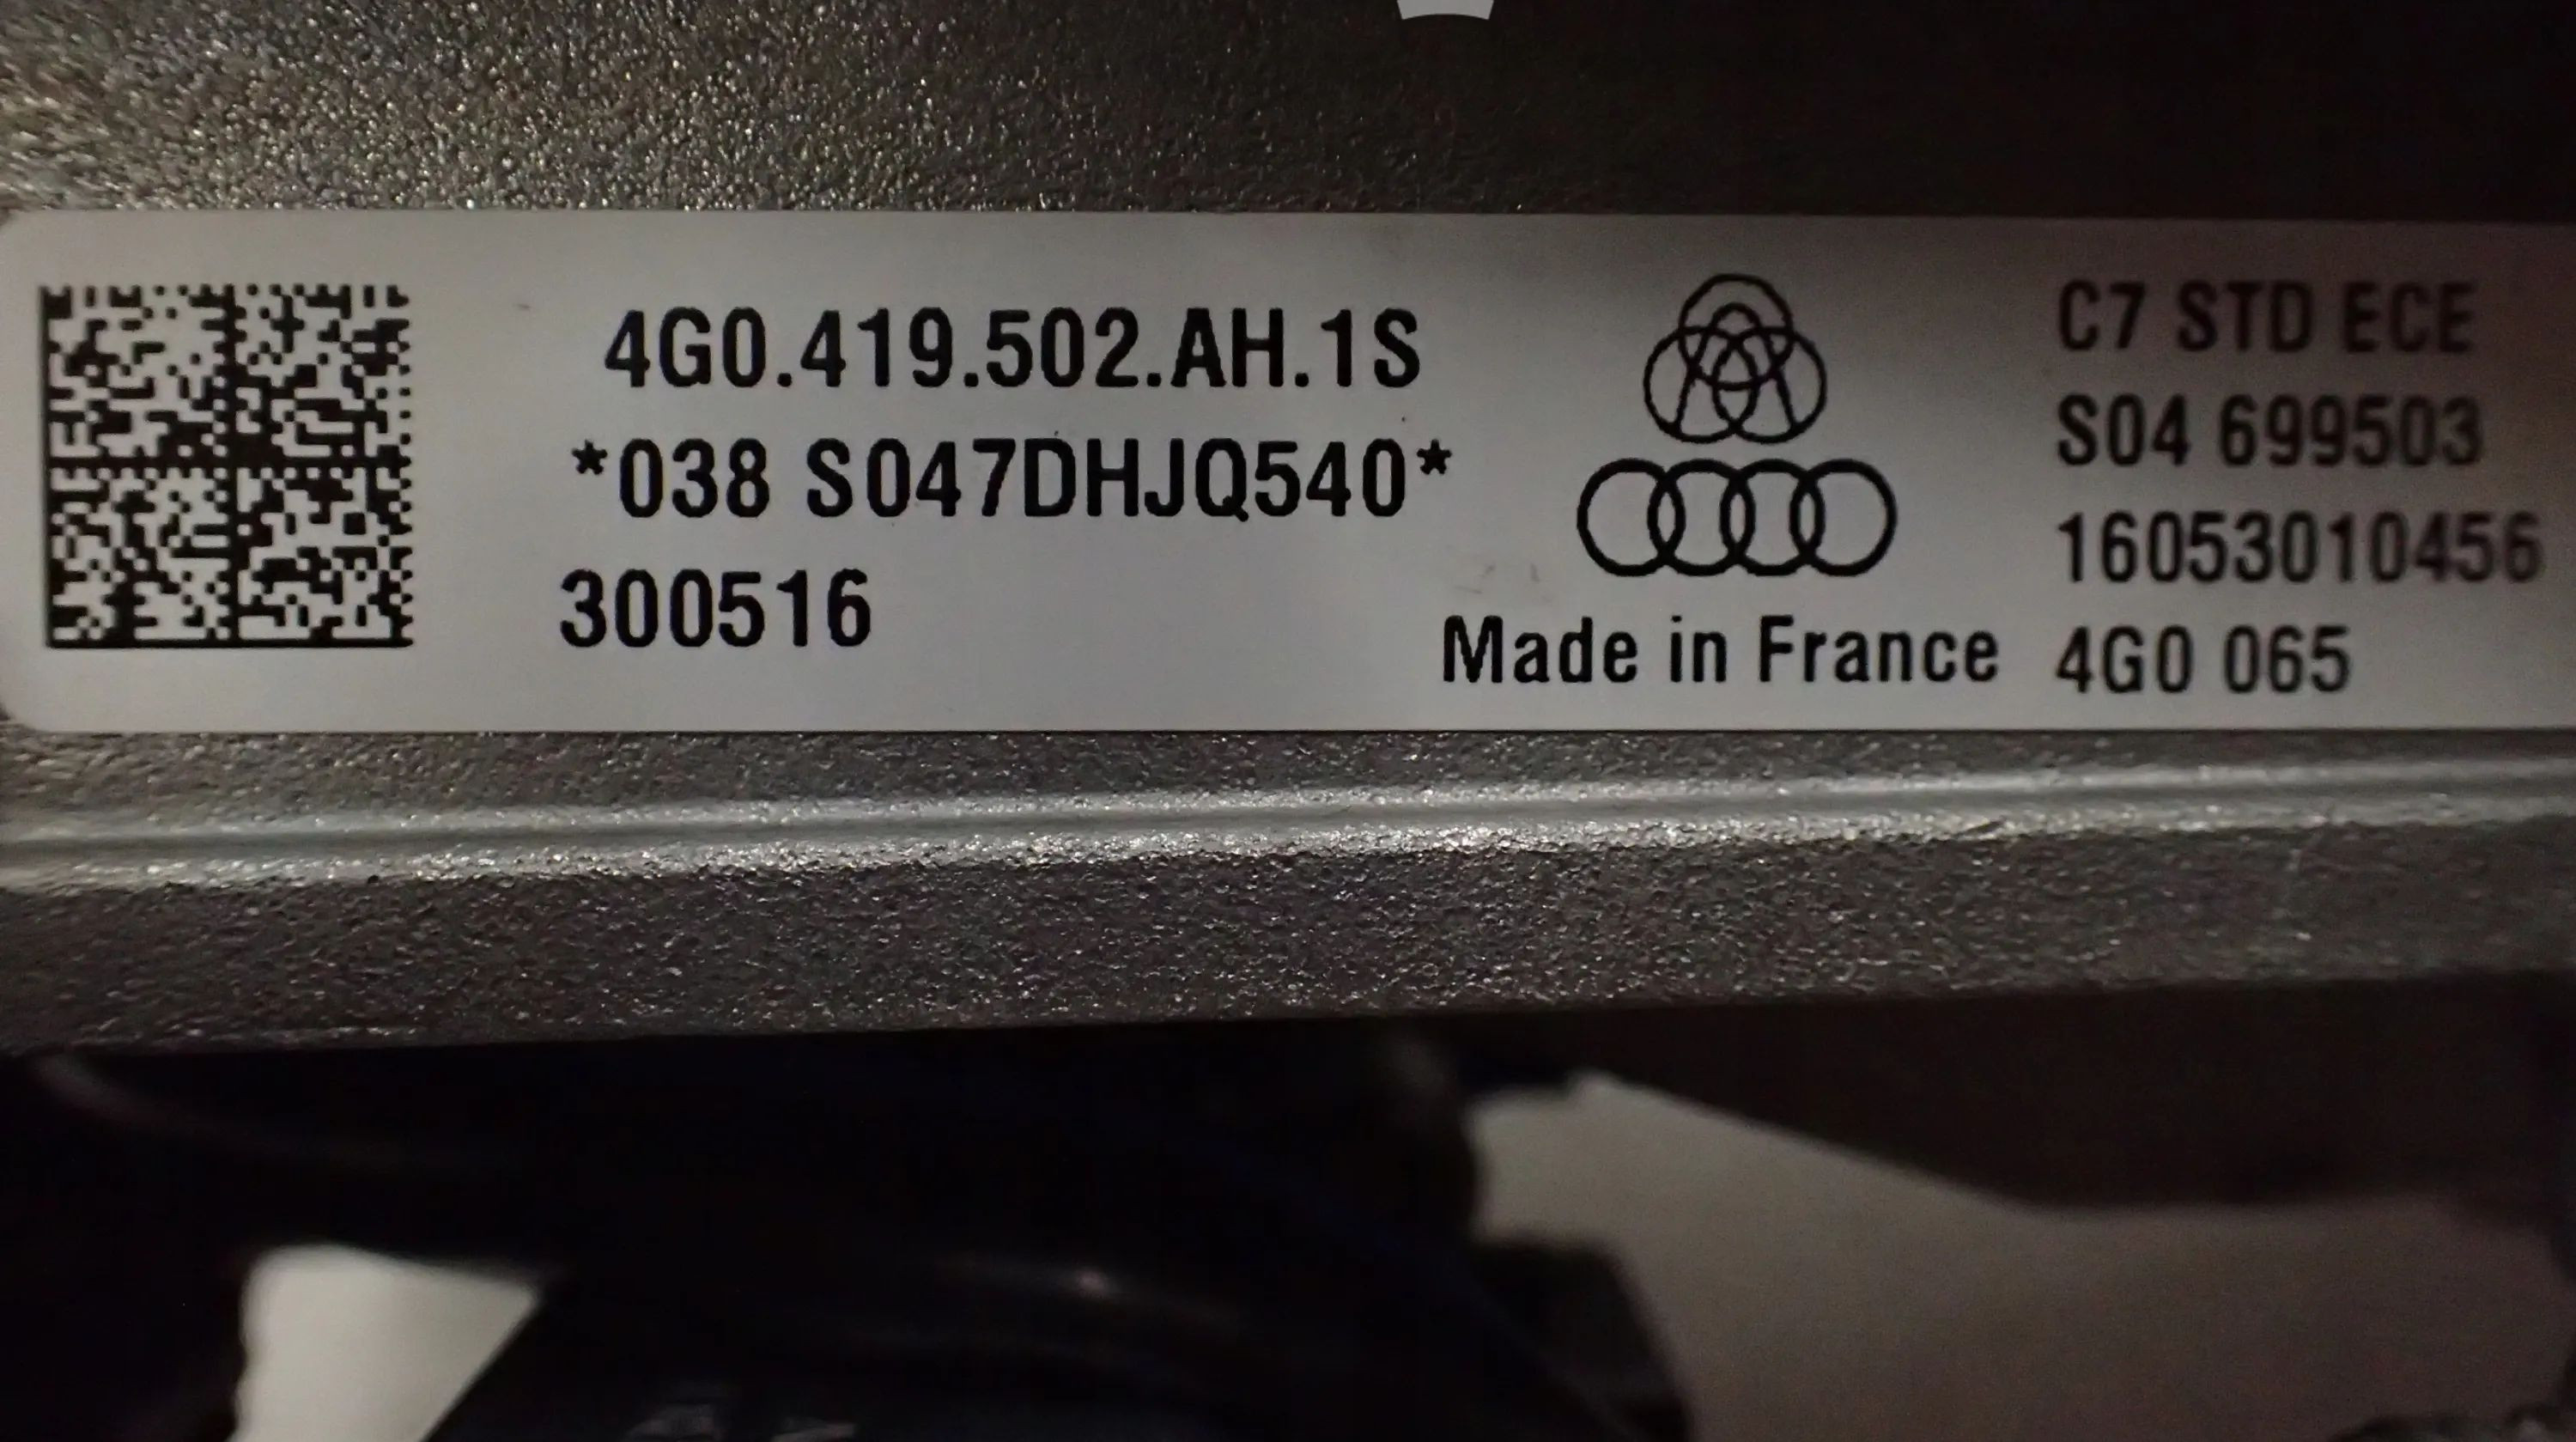 4G0.419.502.AH.1S
*038 S047DHJQ540*
300516
Made in France
C7 STD ECE
S04 699503
16053010456
4G0 065